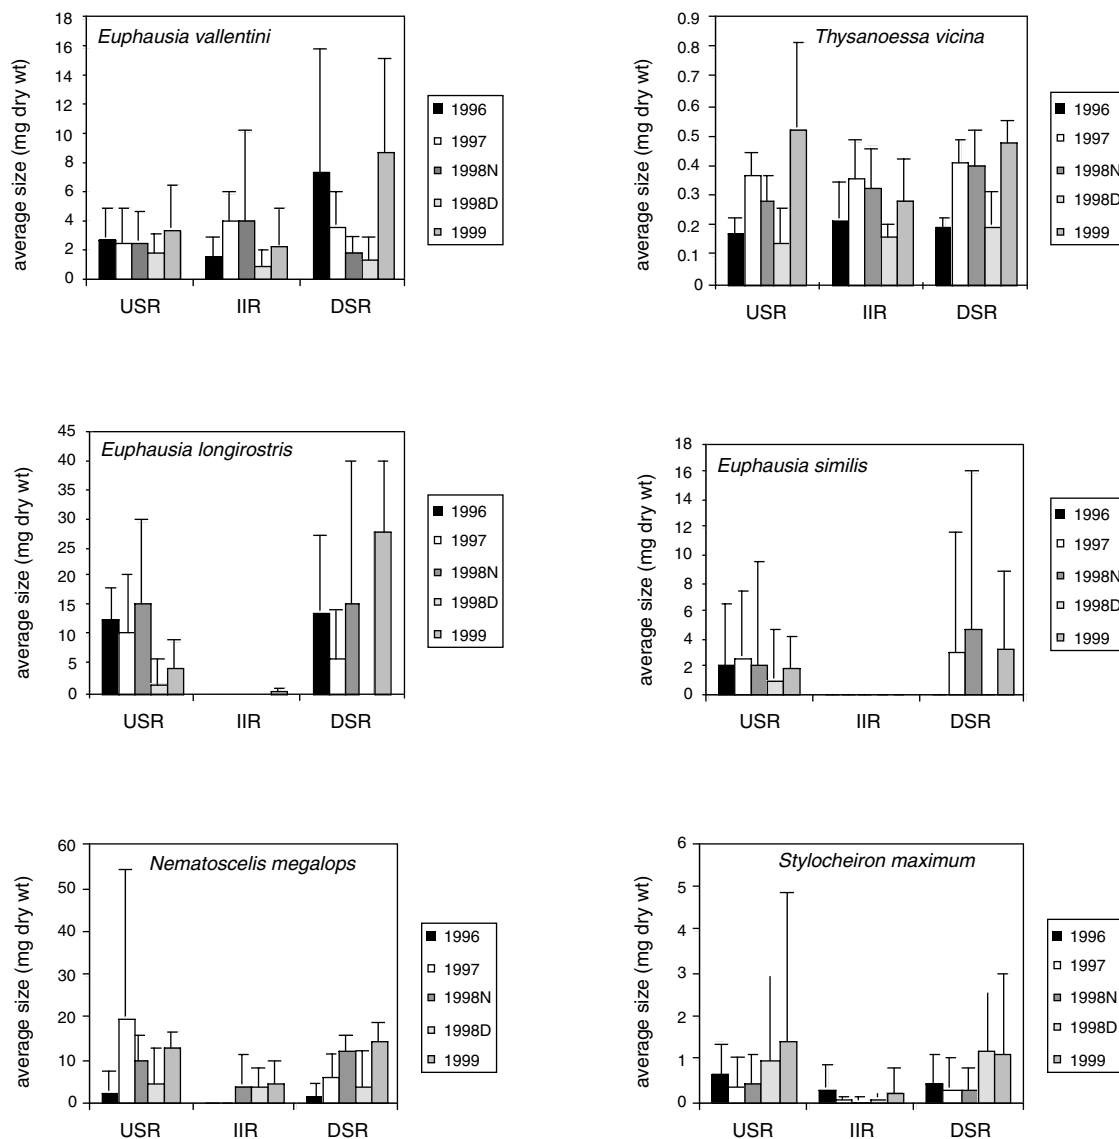 Euphausia vallentini
average size (mg dry wt)
18
16
14
12
10
8
6
4
2
0
USR IIR DSR
1996
1997
1998N
1998D
1999
Thysanoessa vicina
average size (mg dry wt)
0.9
0.8
0.7
0.6
0.5
0.4
0.3
0.2
0.1
0
USR IIR DSR
1996
1997
1998N
1998D
1999
Euphausia longirostris
average size (mg dry wt)
45
40
35
30
25
20
15
10
5
0
USR IIR DSR
1996
1997
1998N
1998D
1999
Euphausia similis
average size (mg dry wt)
18
16
14
12
10
8
6
4
2
0
USR IIR DSR
1996
1997
1998N
1998D
1999
Nematoscelis megalops
average size (mg dry wt)
60
50
40
30
20
10
0
USR IIR DSR
1996
1997
1998N
1998D
1999
Stylocheiron maximum
average size (mg dry wt)
6
5
4
3
2
1
0
USR IIR DSR
1996
1997
1998N
1998D
1999